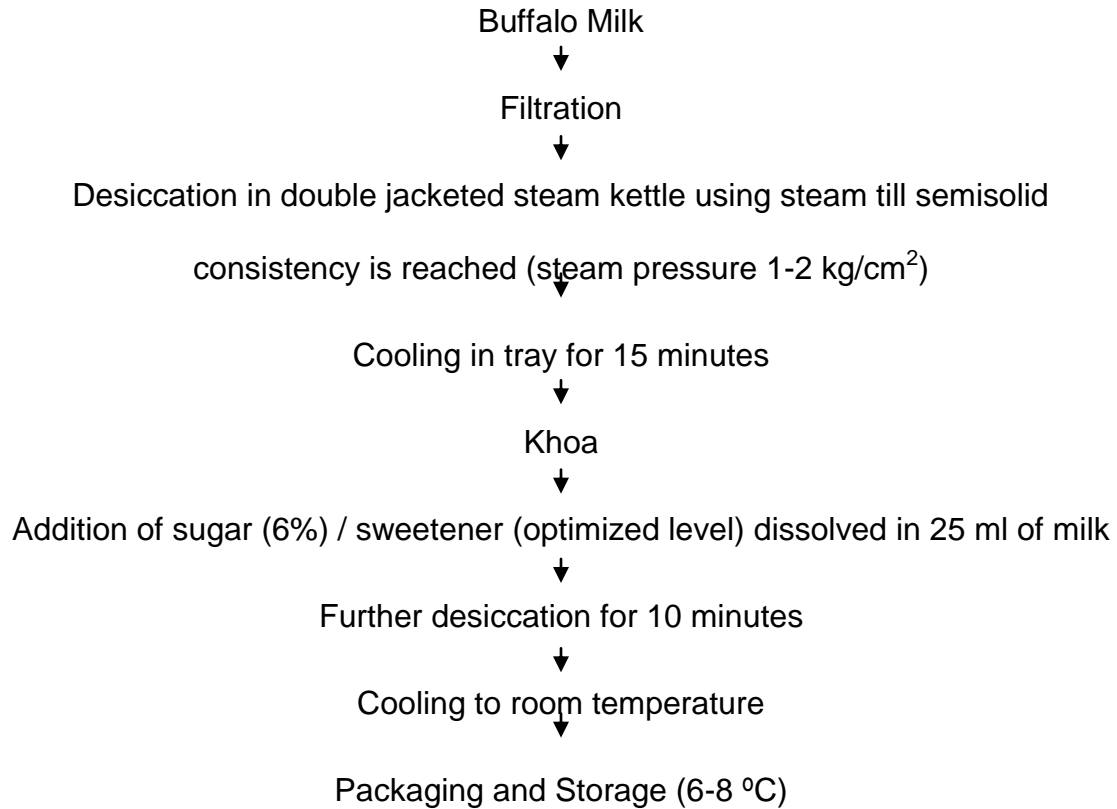 Buffalo Milk
Filtration
Desiccation in double jacketed steam kettle using steam till semisolid
consistency is reached (steam pressure 1-2 kg/cm²)
Cooling in tray for 15 minutes
Khoa
Addition of sugar (6%) / sweetener (optimized level) dissolved in 25 ml of milk
Further desiccation for 10 minutes
Cooling to room temperature
Packaging and Storage (6-8 ºC)